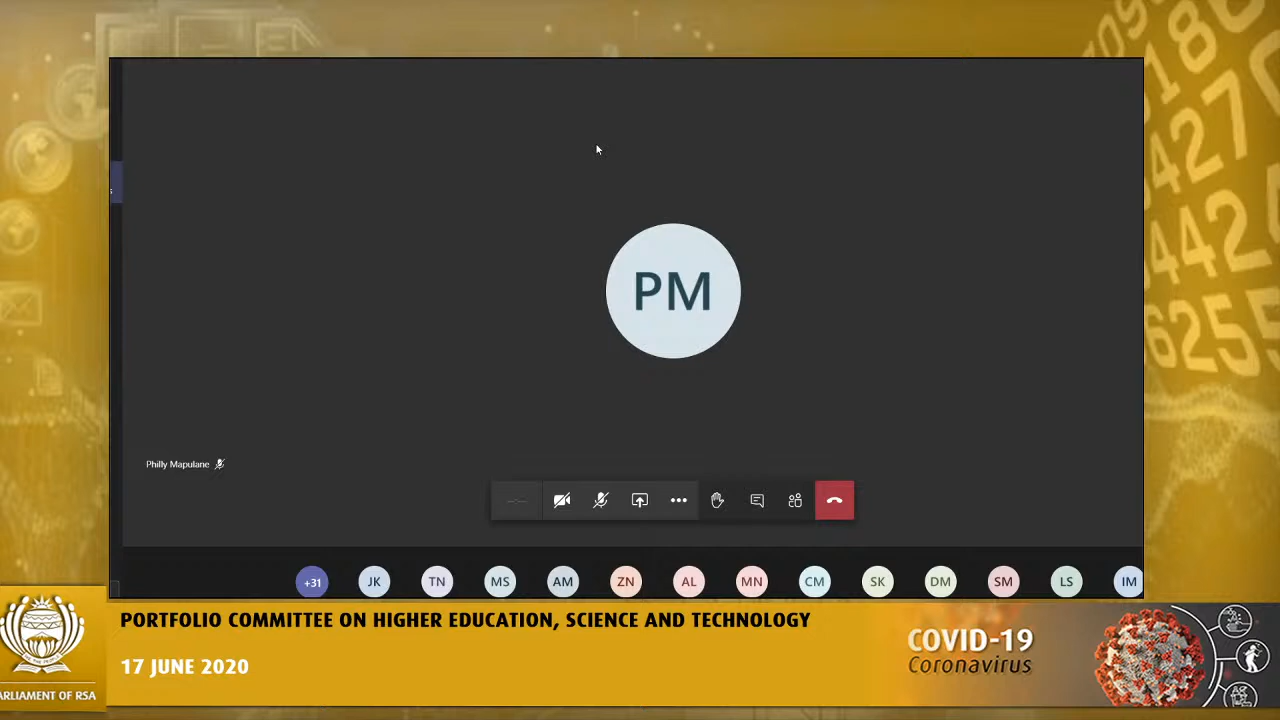 PM
Philly Mapulane
+31
JK
TN
MS
AM
ZN
AL
MN
CM
SK
DM
SM
LS
IM
PORTFOLIO COMMITTEE ON HIGHER EDUCATION, SCIENCE AND TECHNOLOGY
17 JUNE 2020
COVID-19
Coronavirus
ARLIAMENT OF RSA